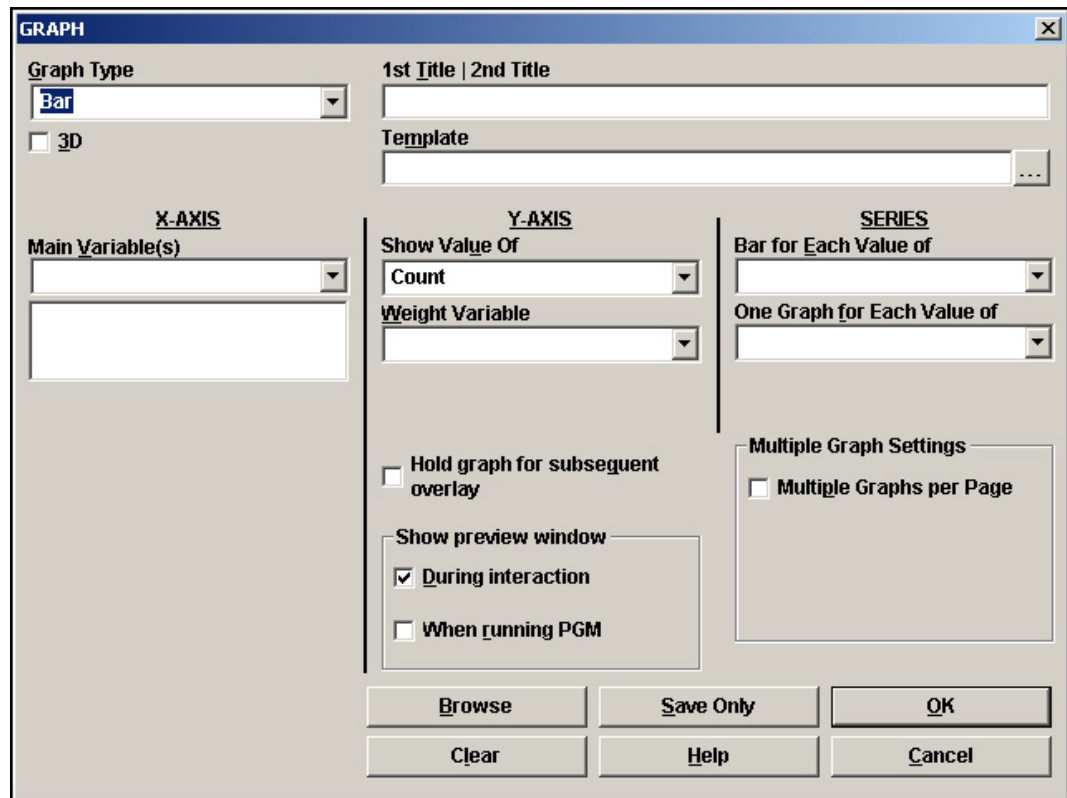 GRAPH
Graph Type
Bar
3D
1st Title | 2nd Title
Template
...
X-AXIS
Main Variable(s)
Y-AXIS
Show Value Of
Count
Weight Variable
SERIES
Bar for Each Value of
One Graph for Each Value of
Hold graph for subsequent
overlay
Show preview window
During interaction
When running PGM
Multiple Graph Settings
Multiple Graphs per Page
Browse
Save Only
OK
Clear
Help
Cancel